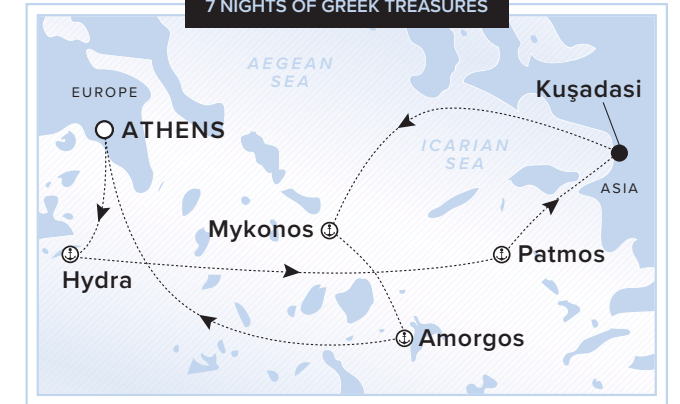 7 NIGHTS OF GREEK TREASURES
AEGEAN
SEA
EUROPE
Kuşadasi
ATHENS
ICARIAN
SEA
ASIA
Mykonos
Patmos
Hydra
Amorgos